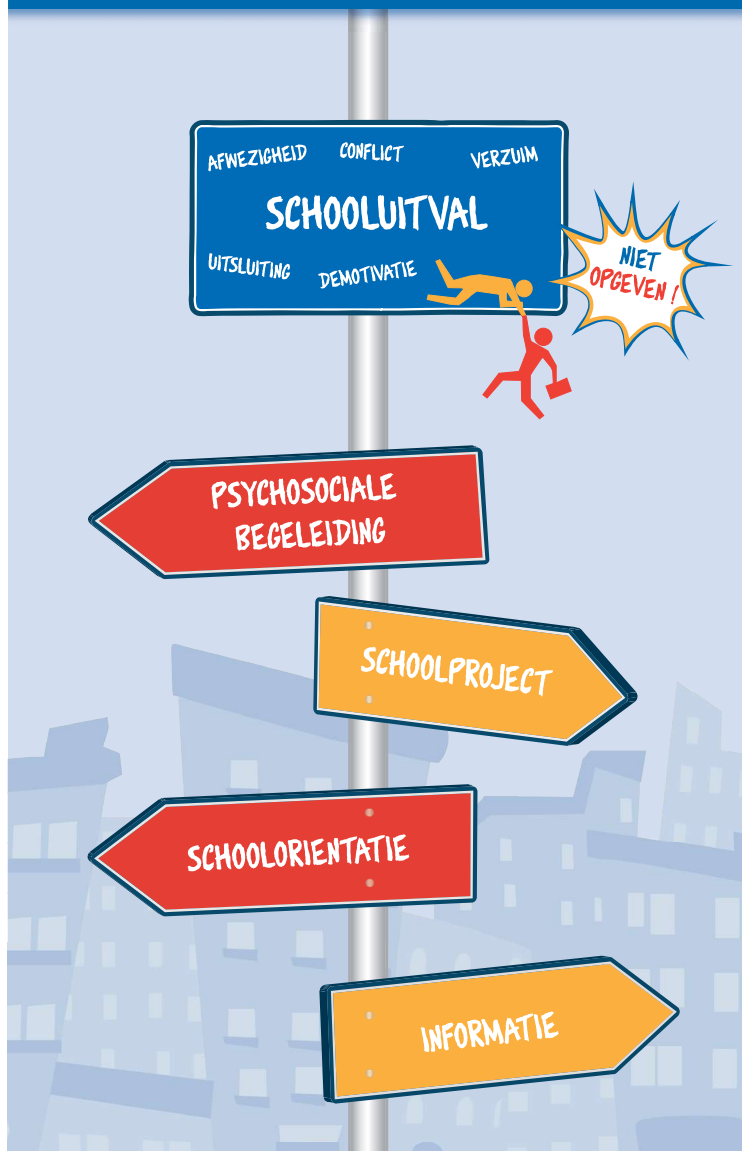 AFWEZIGHEID CONFLICT VERZUIM
SCHOOLUITVAL
UITSLUITING DEMOTIVATIE
NIET
OPGEVEN !
PSYCHOSOCIALE
BEGELEIDING
SCHOOLPROJECT
SCHOOLORIENTATIE
INFORMATIE